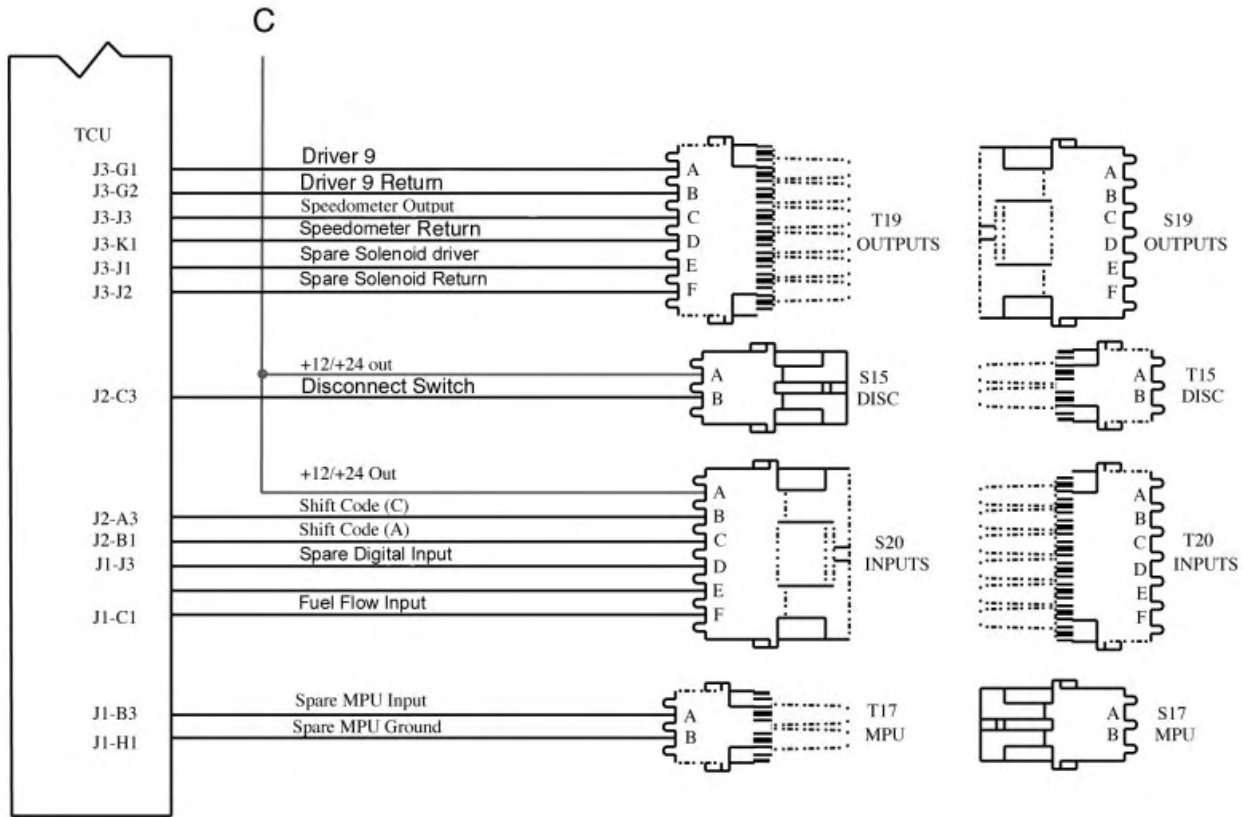 C
TCU
J3-G1 Driver 9 A
J3-G2 Driver 9 Return B
J3-J3 Speedometer Output C
J3-K1 Speedometer Return D
J3-J1 Spare Solenoid driver E
J3-J2 Spare Solenoid Return F
T19
OUTPUTS
A
B
C
D
E
F
S19
OUTPUTS
+12/+24 out A
J2-C3 Disconnect Switch B
S15
DISC
A
B
T15
DISC
+12/+24 Out A
J2-A3 Shift Code (C) B
J2-B1 Shift Code (A) C
J1-J3 Spare Digital Input D
E
J1-C1 Fuel Flow Input F
S20
INPUTS
A
B
C
D
E
F
T20
INPUTS
J1-B3 Spare MPU Input A
J1-H1 Spare MPU Ground B
T17
MPU
A
B
S17
MPU